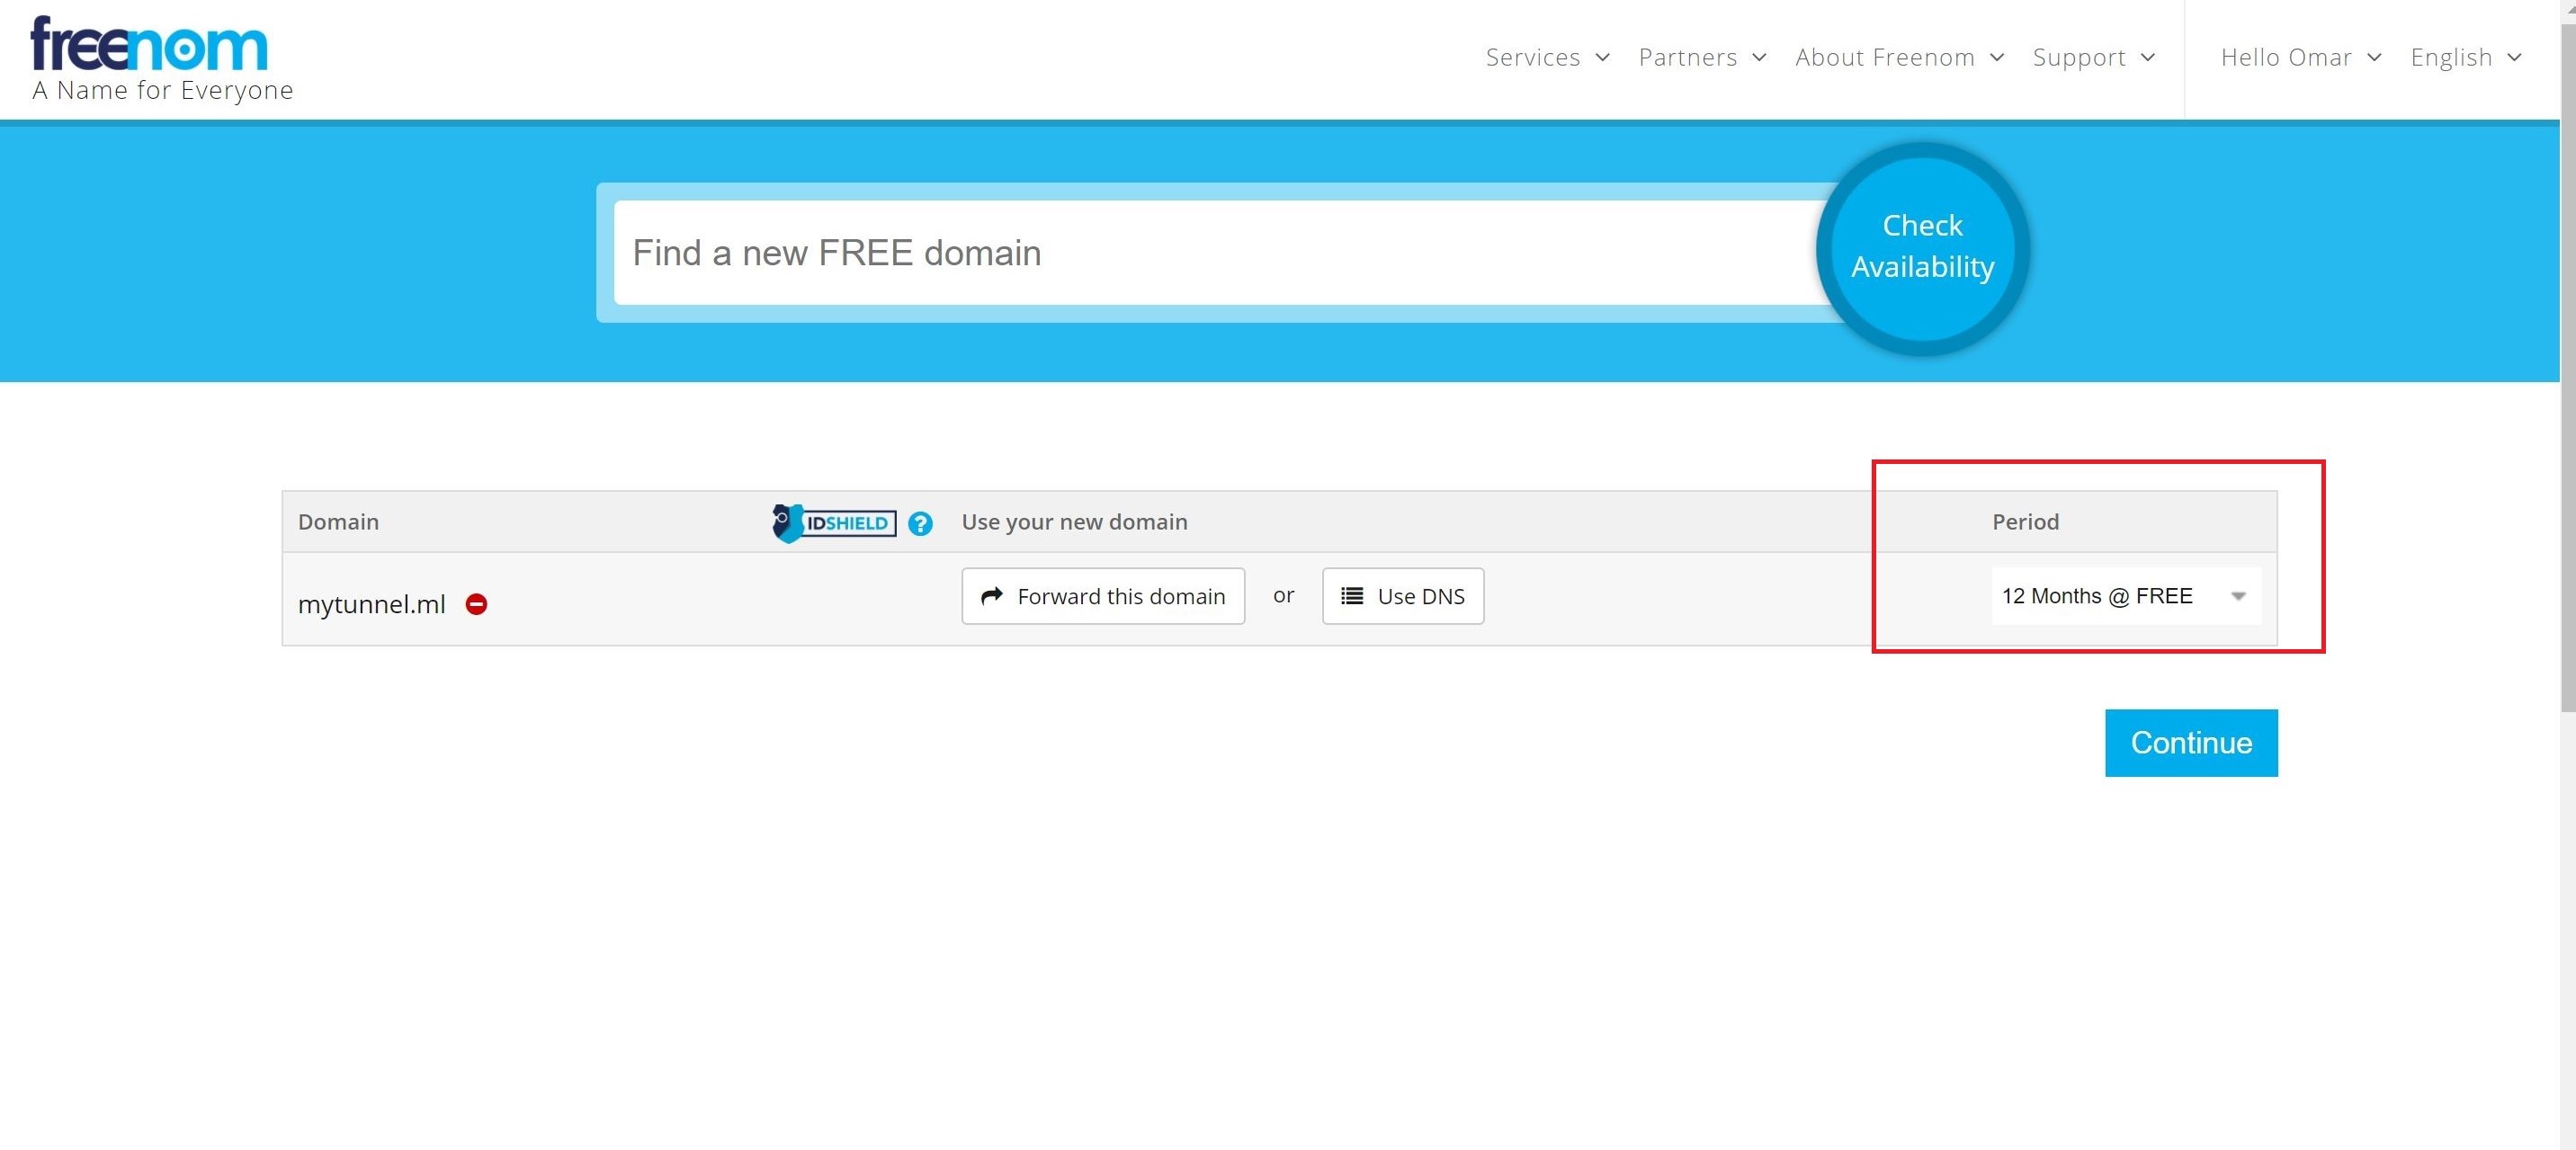 freenom
A Name for Everyone
Services Partners About Freenom Support Hello Omar English
Find a new FREE domain
Check
Availability
Domain IDSHIELD ? Use your new domain Period
mytunnel.ml Forward this domain or Use DNS 12 Months @ FREE
Continue